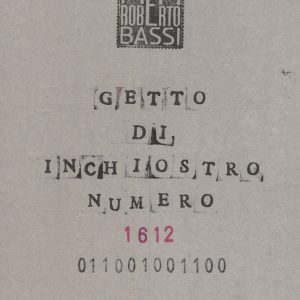 ROBERTO
BASSI
GETTO
DI
INCHIOSTRO
NUMERO
1612
011001001100